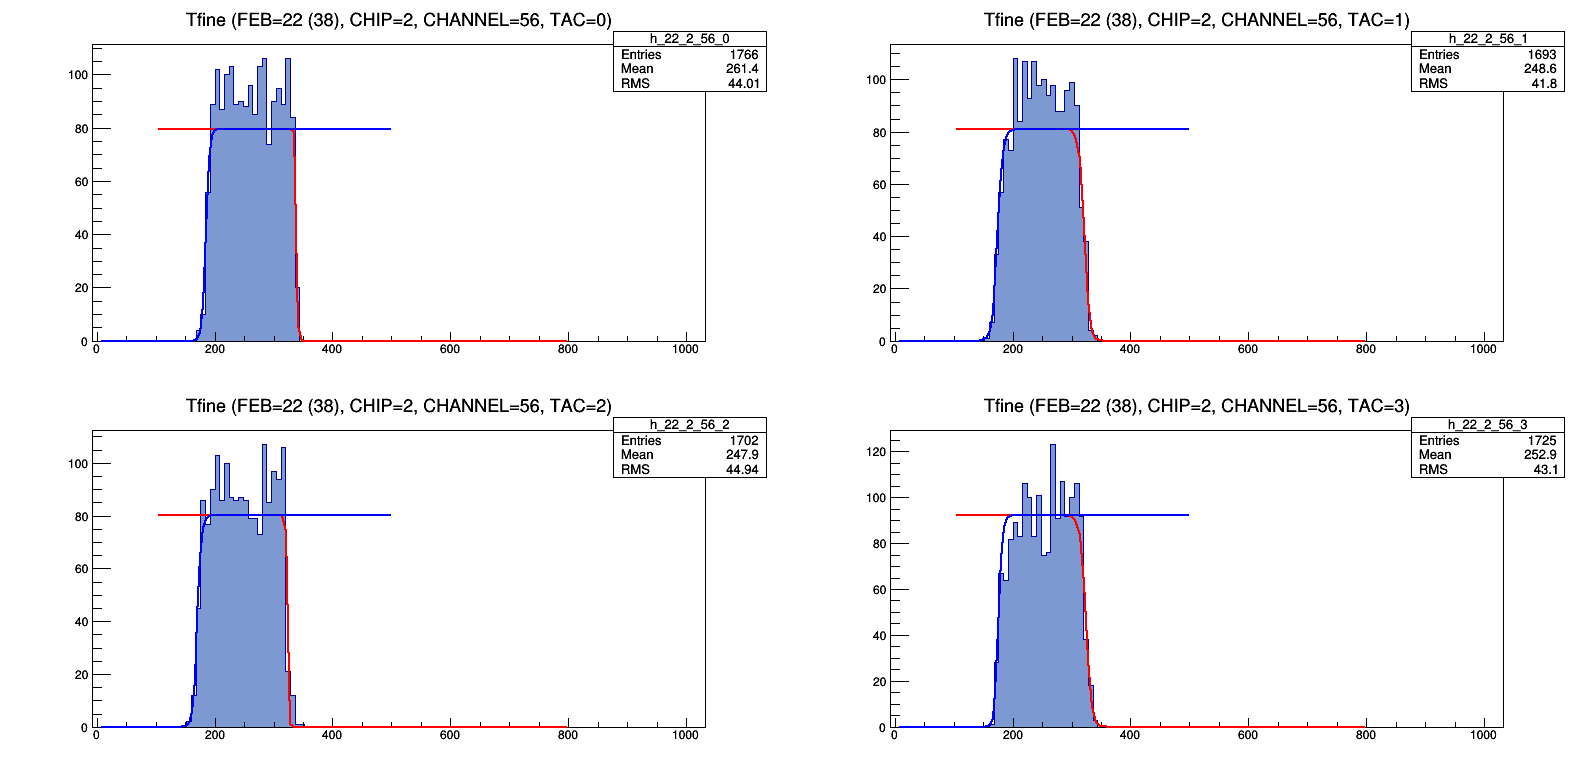 Tfine (FEB=22 (38), CHIP=2, CHANNEL=56, TAC=0)
h_22_2_56_0
Entries 1766
Mean 261.4
RMS 44.01
100
80
60
40
20
0
0 200 400 600 800 1000
Tfine (FEB=22 (38), CHIP=2, CHANNEL=56, TAC=1)
h_22_2_56_1
Entries 1693
Mean 248.6
RMS 41.8
100
80
60
40
20
0
0 200 400 600 800 1000
Tfine (FEB=22 (38), CHIP=2, CHANNEL=56, TAC=2)
h_22_2_56_2
Entries 1702
Mean 247.9
RMS 44.94
100
80
60
40
20
0
0 200 400 600 800 1000
Tfine (FEB=22 (38), CHIP=2, CHANNEL=56, TAC=3)
h_22_2_56_3
Entries 1725
Mean 252.9
RMS 43.1
120
100
80
60
40
20
0
0 200 400 600 800 1000